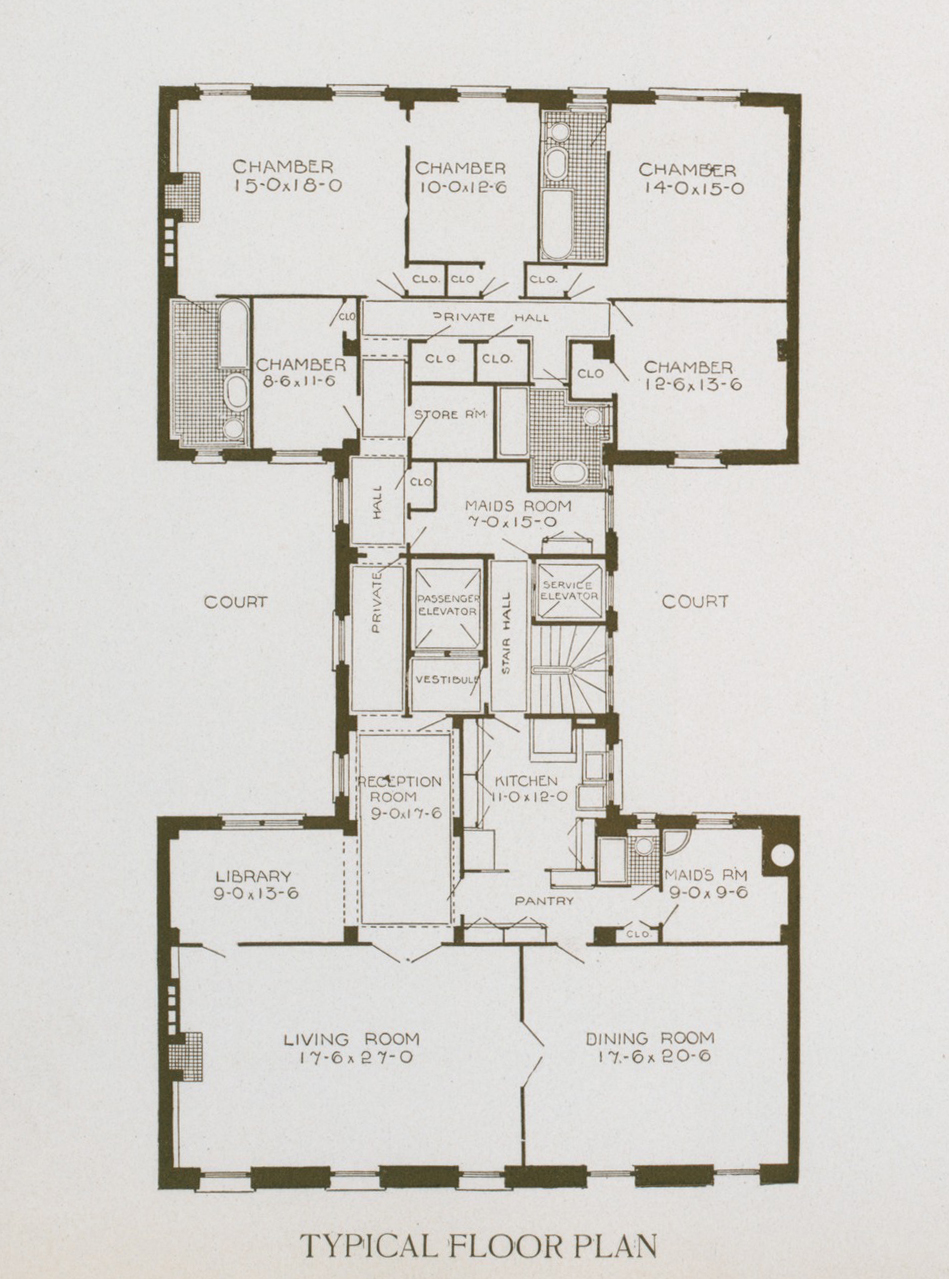 CHAMBER
15-0x18-0
CHAMBER
10-0x12-6
CHAMBER
14-0x15-0
CLO.
CLO
CLO.
PRIVATE HALL
CLO
CHAMBER
8-6x11-6
CLO.
CLO.
CLO
CHAMBER
12-6x13-6
STORE R'M.
CLO
HALL
MAIDS ROOM
7-0x15-0
COURT
PRIVATE
PASSENGER
ELEVATOR
STAIR HALL
SERVICE
ELEVATOR
COURT
VESTIBULE
RECEPTION
ROOM
9-0x17-6
KITCHEN
11-0x12-0
LIBRARY
9-0x13-6
MAID'S R'M
9-0x9-6
PANTRY
CLO.
LIVING ROOM
17-6x27-0
DINING ROOM
17-6x20-6
TYPICAL FLOOR PLAN